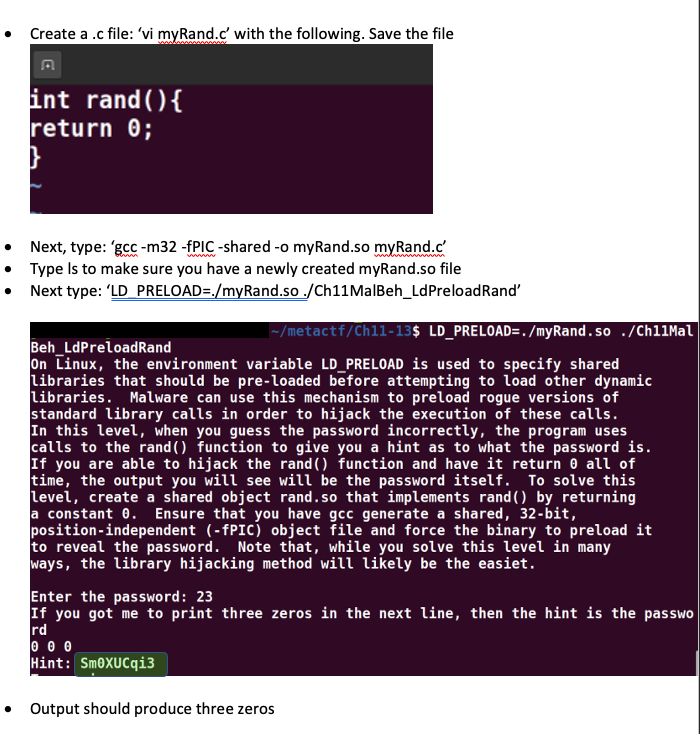 • Create a .c file: ‘vi myRand.c’ with the following. Save the file
int rand(){
return 0;
}
~
• Next, type: ‘gcc -m32 -fPIC -shared -o myRand.so myRand.c’
• Type ls to make sure you have a newly created myRand.so file
• Next type: ‘LD_PRELOAD=./myRand.so ./Ch11MalBeh_LdPreloadRand’
~/metactf/Ch11-13$ LD_PRELOAD=./myRand.so ./Ch11Mal
Beh_LdPreloadRand
On Linux, the environment variable LD_PRELOAD is used to specify shared
libraries that should be pre-loaded before attempting to load other dynamic
libraries.  Malware can use this mechanism to preload rogue versions of
standard library calls in order to hijack the execution of these calls.
In this level, when you guess the password incorrectly, the program uses
calls to the rand() function to give you a hint as to what the password is.
If you are able to hijack the rand() function and have it return 0 all of
time, the output you will see will be the password itself.  To solve this
level, create a shared object rand.so that implements rand() by returning
a constant 0.  Ensure that you have gcc generate a shared, 32-bit,
position-independent (-fPIC) object file and force the binary to preload it
to reveal the password.  Note that, while you solve this level in many
ways, the library hijacking method will likely be the easiet.
Enter the password: 23
If you got me to print three zeros in the next line, then the hint is the passwo
rd
0 0 0
Hint: Sm0XUCqi3
• Output should produce three zeros